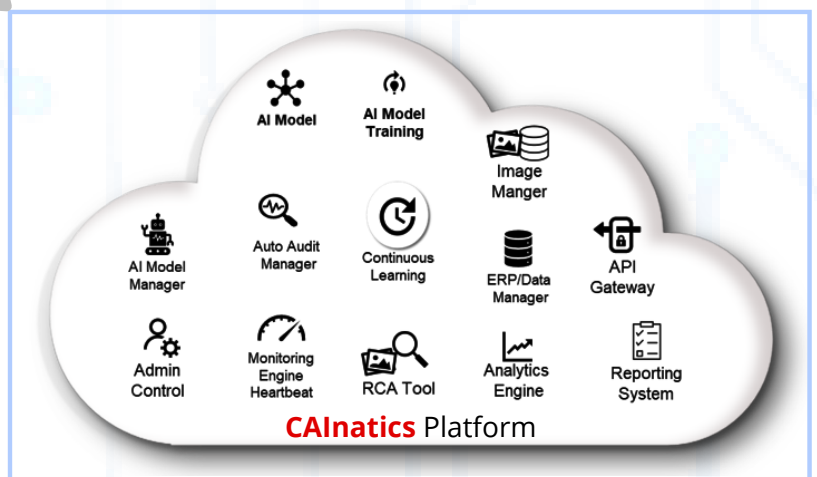 AI Model
AI Model
Training
Image
Manger
AI Model
Manager
Auto Audit
Manager
Continuous
Learning
ERP/Data
Manager
API
Gateway
Admin
Control
Monitoring
Engine
Heartbeat
RCA Tool
Analytics
Engine
Reporting
System
CAInatics Platform